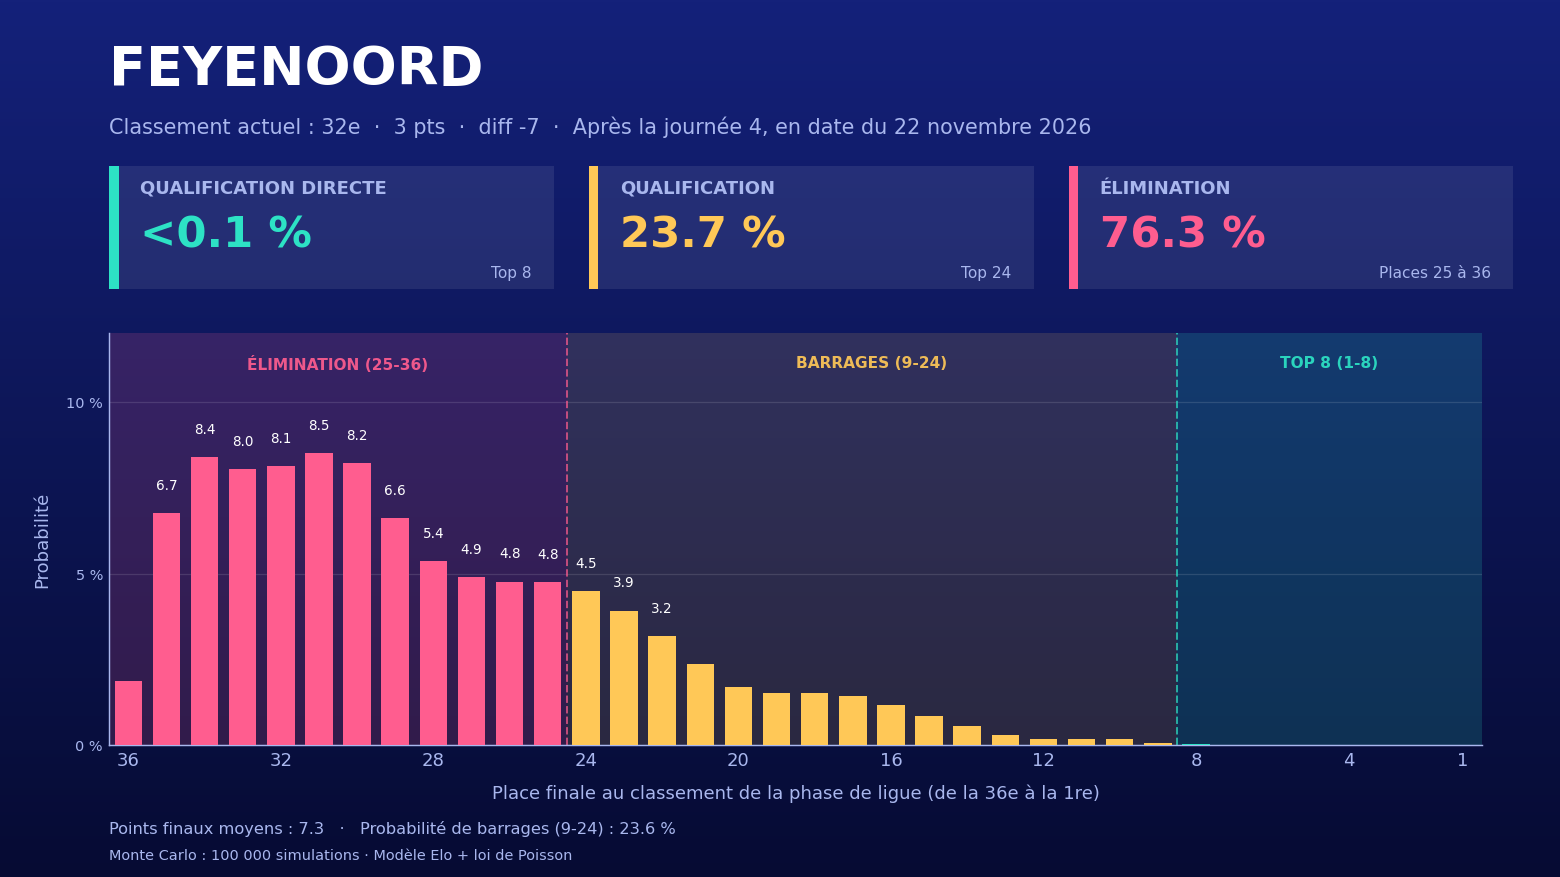 FEYENOORD
Classement actuel : 32e · 3 pts · diff -7 · Après la journée 4, en date du 22 novembre 2026
QUALIFICATION DIRECTE
<0.1 %
Top 8
QUALIFICATION
23.7 %
Top 24
ÉLIMINATION
76.3 %
Places 25 à 36
ÉLIMINATION (25-36)
BARRAGES (9-24)
TOP 8 (1-8)
10 %
5 %
0 %
Probabilité
6.7
8.4
8.0
8.1
8.5
8.2
6.6
5.4
4.9
4.8
4.8
4.5
3.9
3.2
36 32 28 24 20 16 12 8 4 1
Place finale au classement de la phase de ligue (de la 36e à la 1re)
Points finaux moyens : 7.3 · Probabilité de barrages (9-24) : 23.6 %
Monte Carlo : 100 000 simulations · Modèle Elo + loi de Poisson